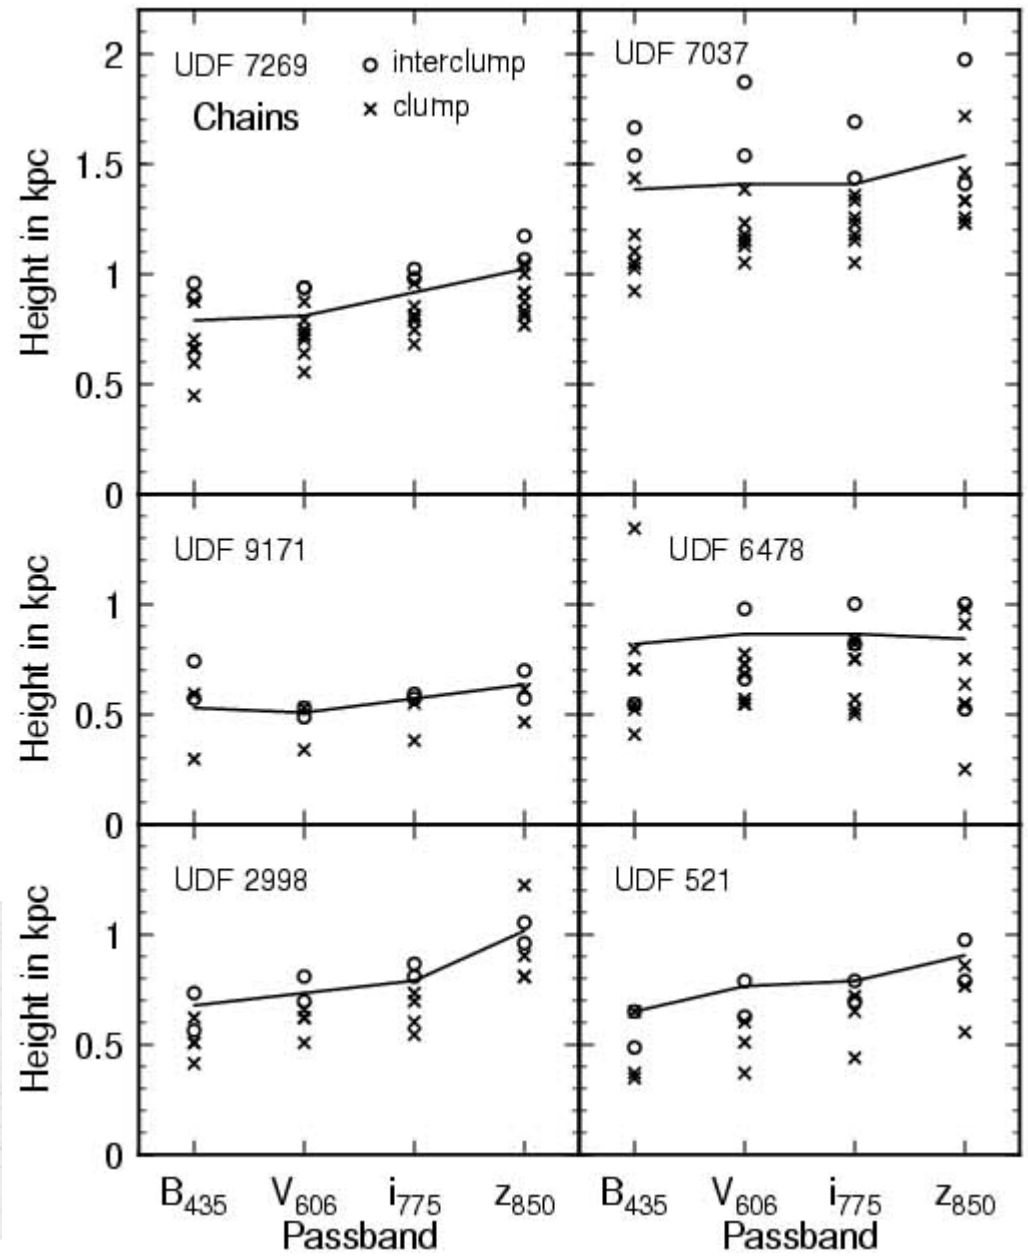 UDF 7269 o interclump
Chains × clump
UDF 7037
2
1.5
1
0.5
0
Height in kpc
UDF 9171
UDF 6478
1
0.5
0
Height in kpc
UDF 2998
UDF 521
1
0.5
0
Height in kpc
B435 V606 i775 z850 B435 V606 i775 z850
Passband Passband